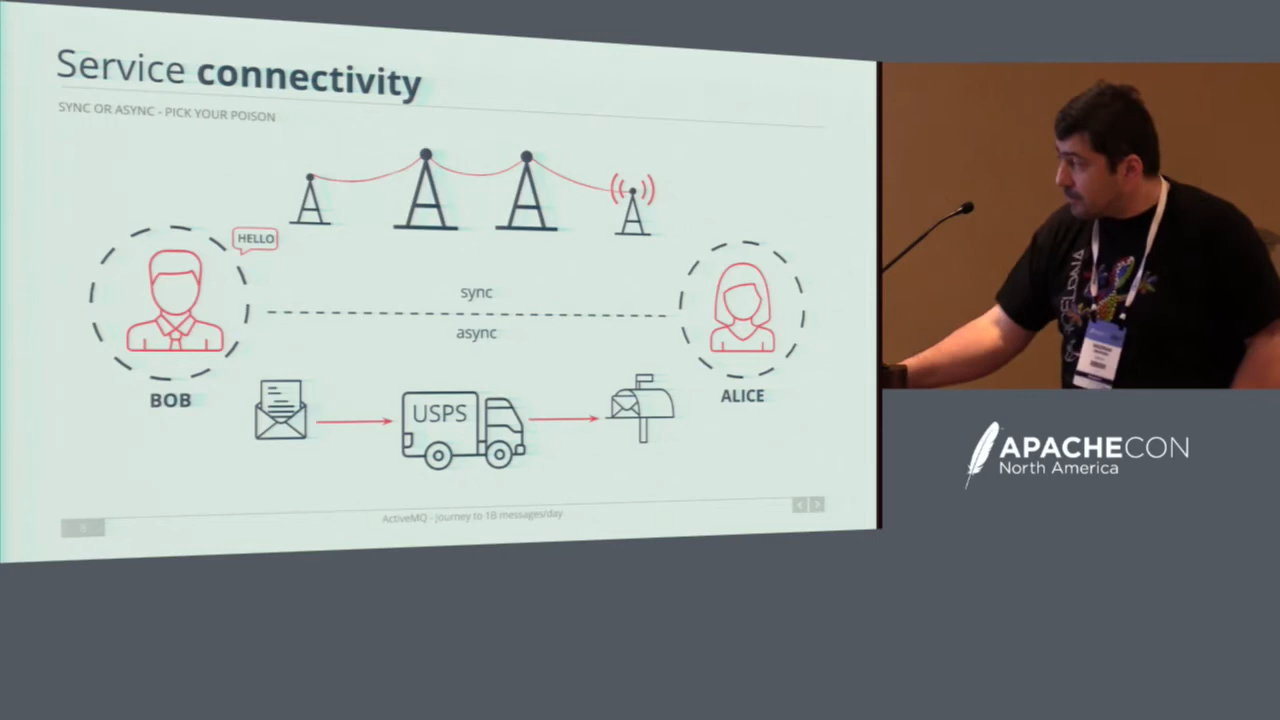 Service connectivity
SYNC OR ASYNC - PICK YOUR POISON
HELLO
sync
async
BOB
ALICE
USPS
ActiveMQ - journey to 1B messages/day
APACHECON
North America